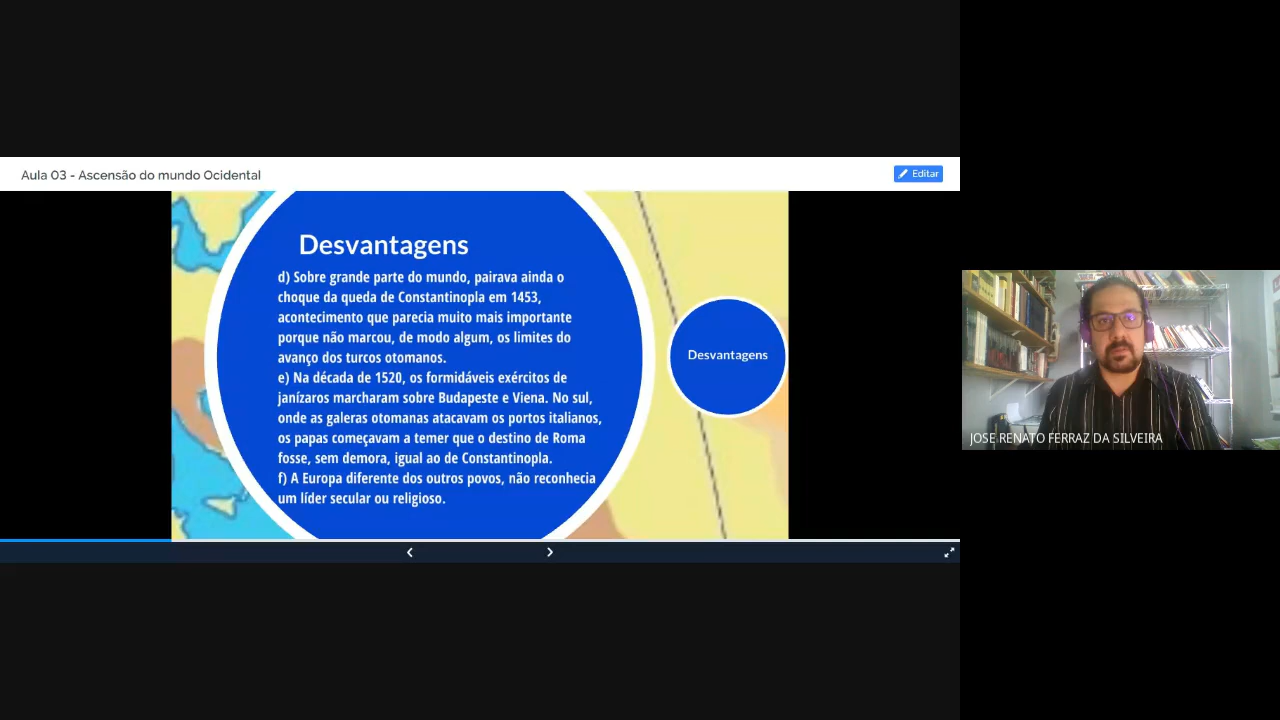 Aula 03 - Ascensão do mundo Ocidental
Editar
Desvantagens
d) Sobre grande parte do mundo, pairava ainda o
choque da queda de Constantinopla em 1453,
acontecimento que parecia muito mais importante
porque não marcou, de modo algum, os limites do
avanço dos turcos otomanos.
e) Na década de 1520, os formidáveis exércitos de
janízaros marcharam sobre Budapeste e Viena. No sul,
onde as galeras otomanas atacavam os portos italianos,
os papas começavam a temer que o destino de Roma
fosse, sem demora, igual ao de Constantinopla.
f) A Europa diferente dos outros povos, não reconhecia
um líder secular ou religioso.
Desvantagens
JOSE RENATO FERRAZ DA SILVEIRA